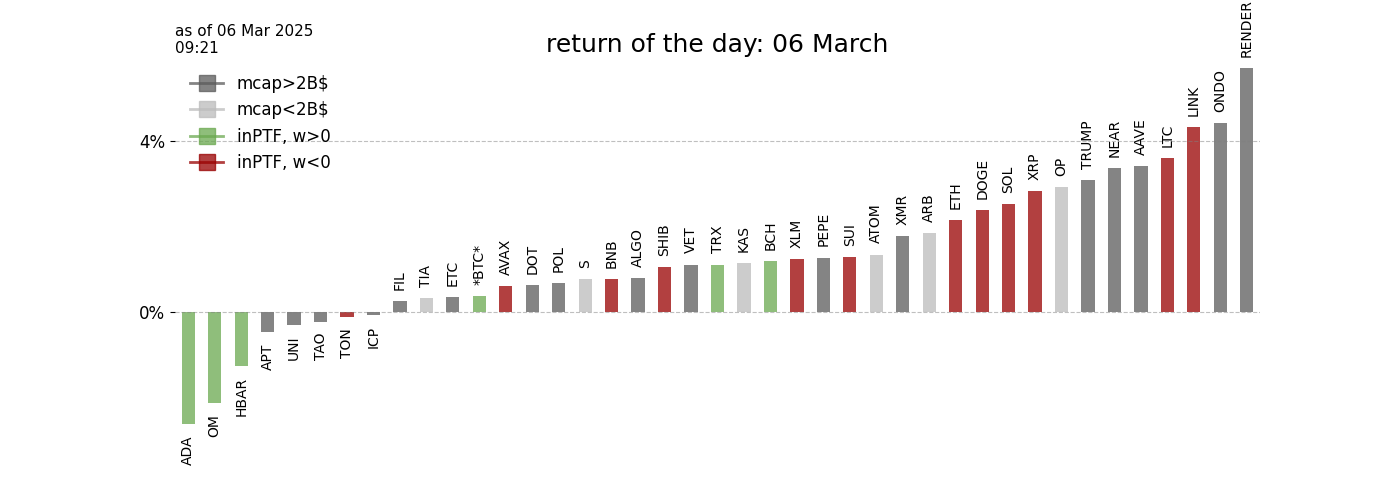 as of 06 Mar 2025
09:21
return of the day: 06 March
mcap>2B$
mcap<2B$
inPTF, w>0
inPTF, w<0
4%
0%
ADA
OM
HBAR
APT
UNI
TAO
TON
ICP
FIL
TIA
ETC
*BTC*
AVAX
DOT
POL
S
BNB
ALGO
SHIB
VET
TRX
KAS
BCH
XLM
PEPE
SUI
ATOM
XMR
ARB
ETH
DOGE
SOL
XRP
OP
TRUMP
NEAR
AAVE
LTC
LINK
ONDO
RENDER